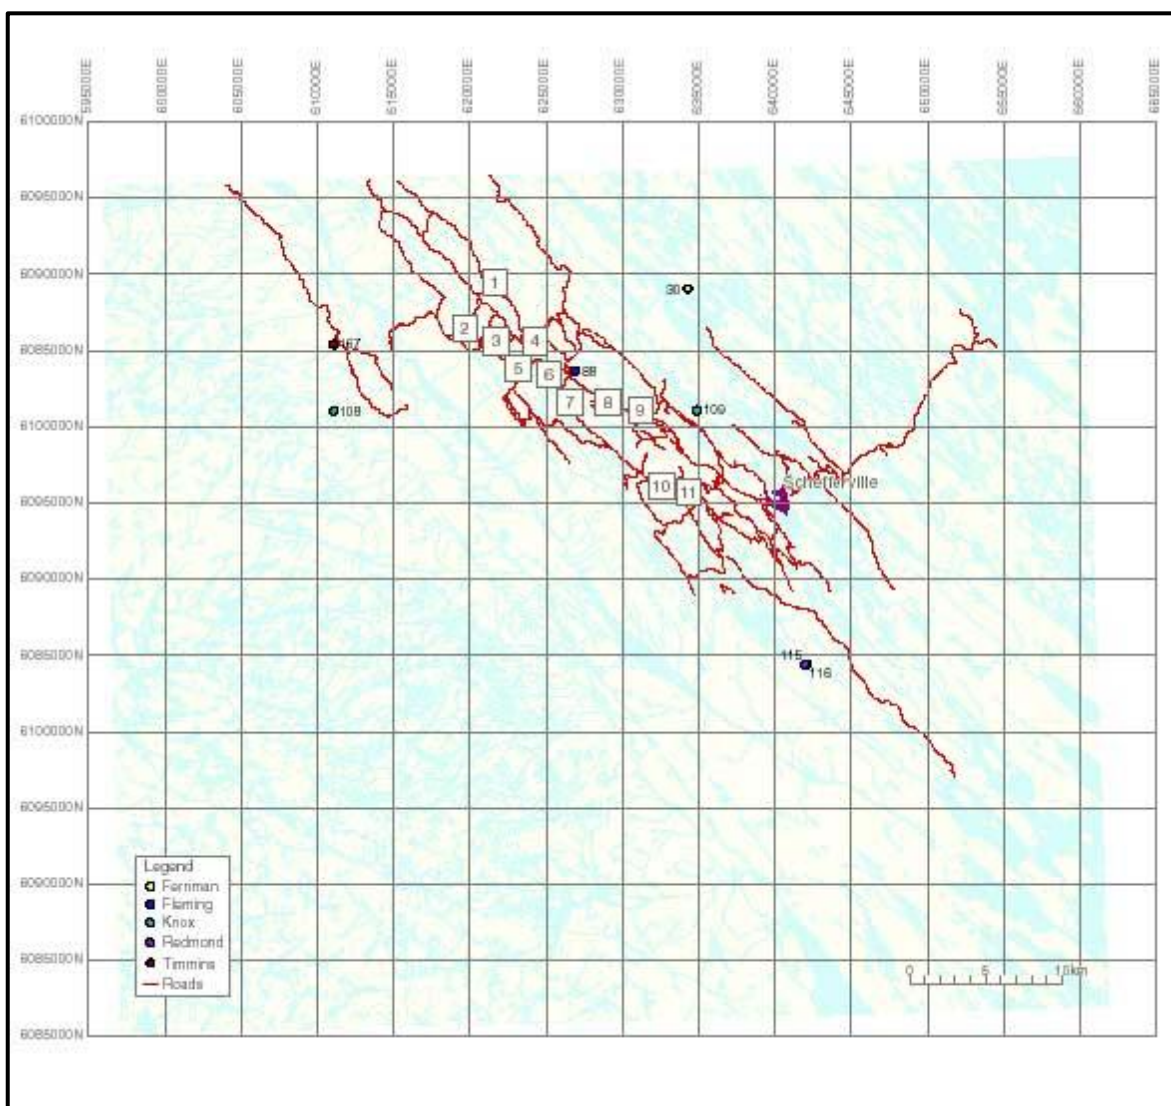 595000E
600000E
605000E
610000E
615000E
620000E
625000E
630000E
635000E
640000E
645000E
650000E
655000E
660000E
665000E
6100000N
6095000N
6090000N
1
30
2
3
4
6085000N
167
5
6
88
7
8
9
108
109
6100000N
10
11
Schefferville
6095000N
6090000N
6085000N
115
116
6100000N
6095000N
Legend
Ferriman
Fleming
Knox
Redmond
Timmins
Roads
6090000N
6085000N
0 5 10km
6085000N